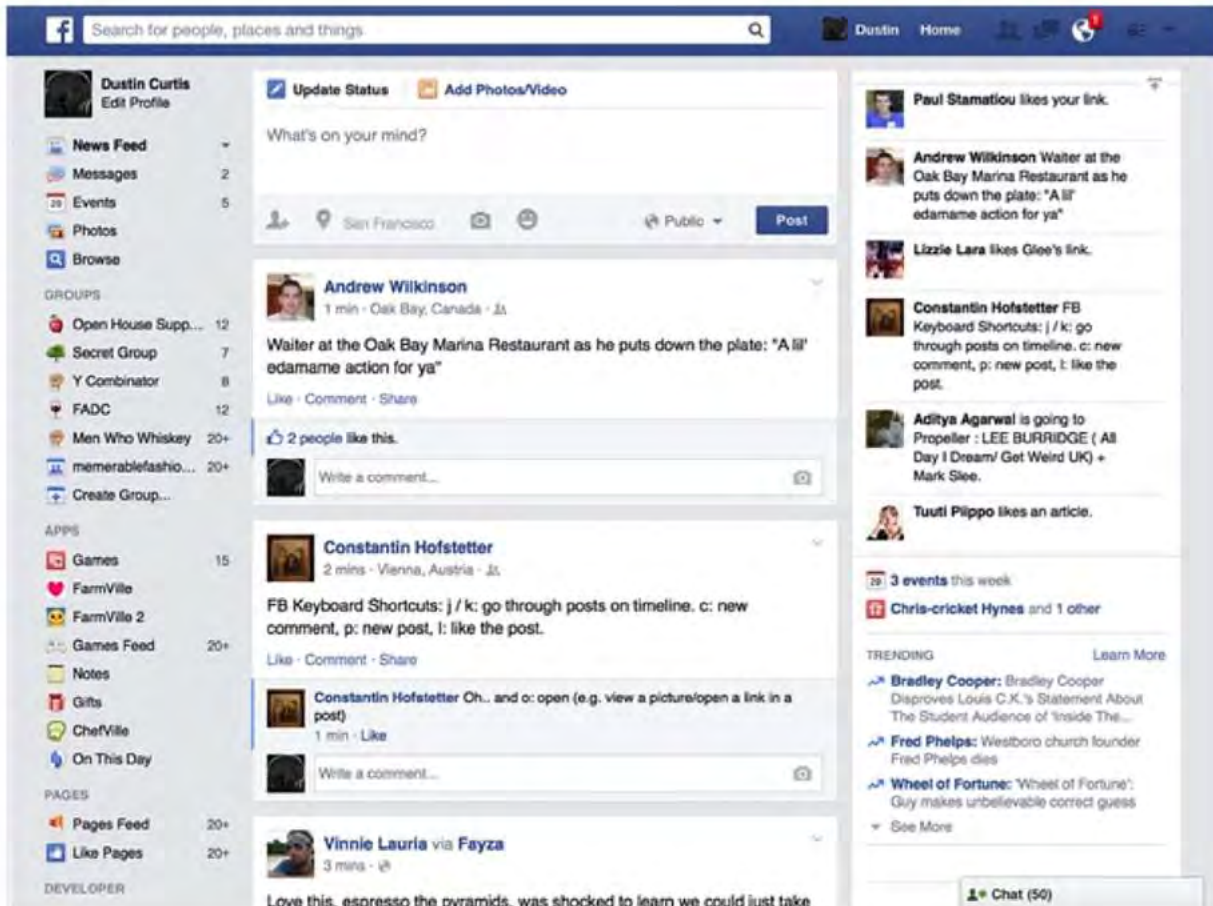 f
Search for people, places and things
Dustin
Home
1
Dustin Curtis
Edit Profile
News Feed
Messages 2
Events 5
Photos
Browse
GROUPS
Open House Supp... 12
Secret Group 7
Y Combinator 8
FADC 12
Men Who Whiskey 20+
memerablefashio... 20+
Create Group...
APPS
Games 15
FarmVille
FarmVille 2
Games Feed 20+
Notes
Gifts
ChefVille
On This Day
PAGES
Pages Feed 20+
Like Pages 20+
DEVELOPER
Update Status
Add Photos/Video
What's on your mind?
San Francisco
Public
Post
Andrew Wilkinson
1 min · Oak Bay, Canada ·
Waiter at the Oak Bay Marina Restaurant as he puts down the plate: "A lil'
edamame action for ya"
Like · Comment · Share
2 people like this.
Write a comment...
Constantin Hofstetter
2 mins · Vienna, Austria ·
FB Keyboard Shortcuts: j / k: go through posts on timeline. c: new
comment, p: new post, l: like the post.
Like · Comment · Share
Constantin Hofstetter Oh.. and o: open (e.g. view a picture/open a link in a
post)
1 min · Like
Write a comment...
Vinnie Lauria via Fayza
3 mins ·
Love this, espresso the pyramids, was shocked to learn we could just take
Paul Stamatiou likes your link.
Andrew Wilkinson Waiter at the
Oak Bay Marina Restaurant as he
puts down the plate: "A lil'
edamame action for ya"
Lizzie Lara likes Glee's link.
Constantin Hofstetter FB
Keyboard Shortcuts: j / k: go
through posts on timeline. c: new
comment, p: new post, l: like the
post.
Aditya Agarwal is going to
Propeller : LEE BURRIDGE ( All
Day I Dream/ Get Weird UK) +
Mark Slee.
Tuuti Piippo likes an article.
3 events this week
Chris-cricket Hynes and 1 other
TRENDING
Learn More
Bradley Cooper: Bradley Cooper
Disproves Louis C.K.'s Statement About
The Student Audience of 'Inside The...
Fred Phelps: Westboro church founder
Fred Phelps dies
Wheel of Fortune: 'Wheel of Fortune':
Guy makes unbelievable correct guess
See More
Chat (50)